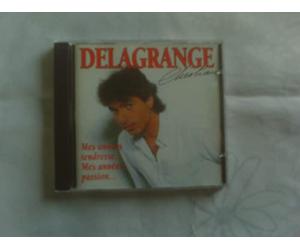 DELAGRANGE
Christian
Mes années
tendresse...
Mes années
passion...